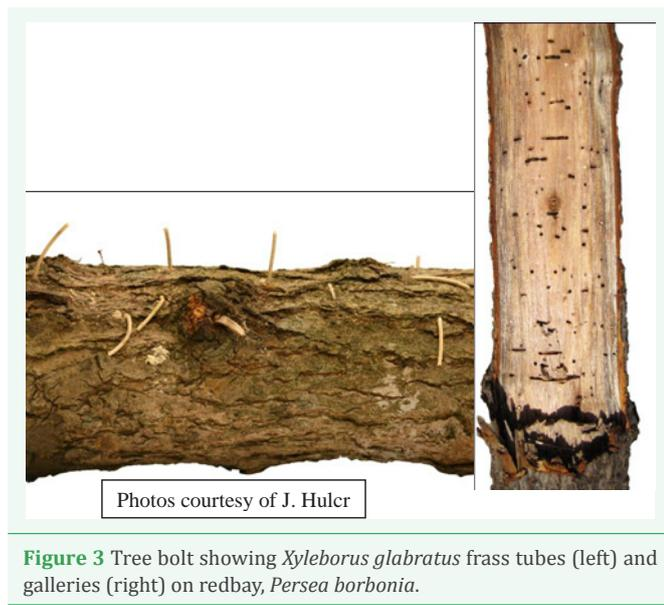 Photos courtesy of J. Hulcr
Figure 3 Tree bolt showing Xyleborus glabratus frass tubes (left) and
galleries (right) on redbay, Persea borbonia.